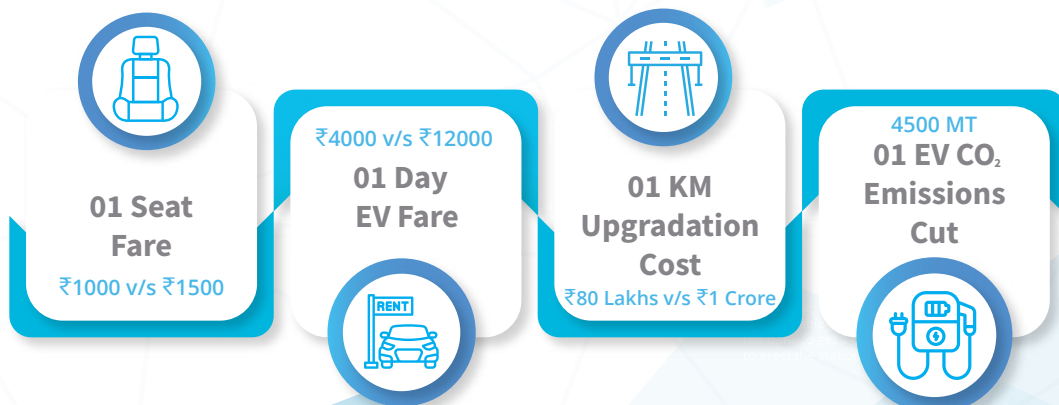 01 Seat
Fare
₹1000 v/s ₹1500
₹4000 v/s ₹12000
01 Day
EV Fare
RENT
01 KM
Upgradation
Cost
₹80 Lakhs v/s ₹1 Crore
4500 MT
01 EV CO₂
Emissions
Cut